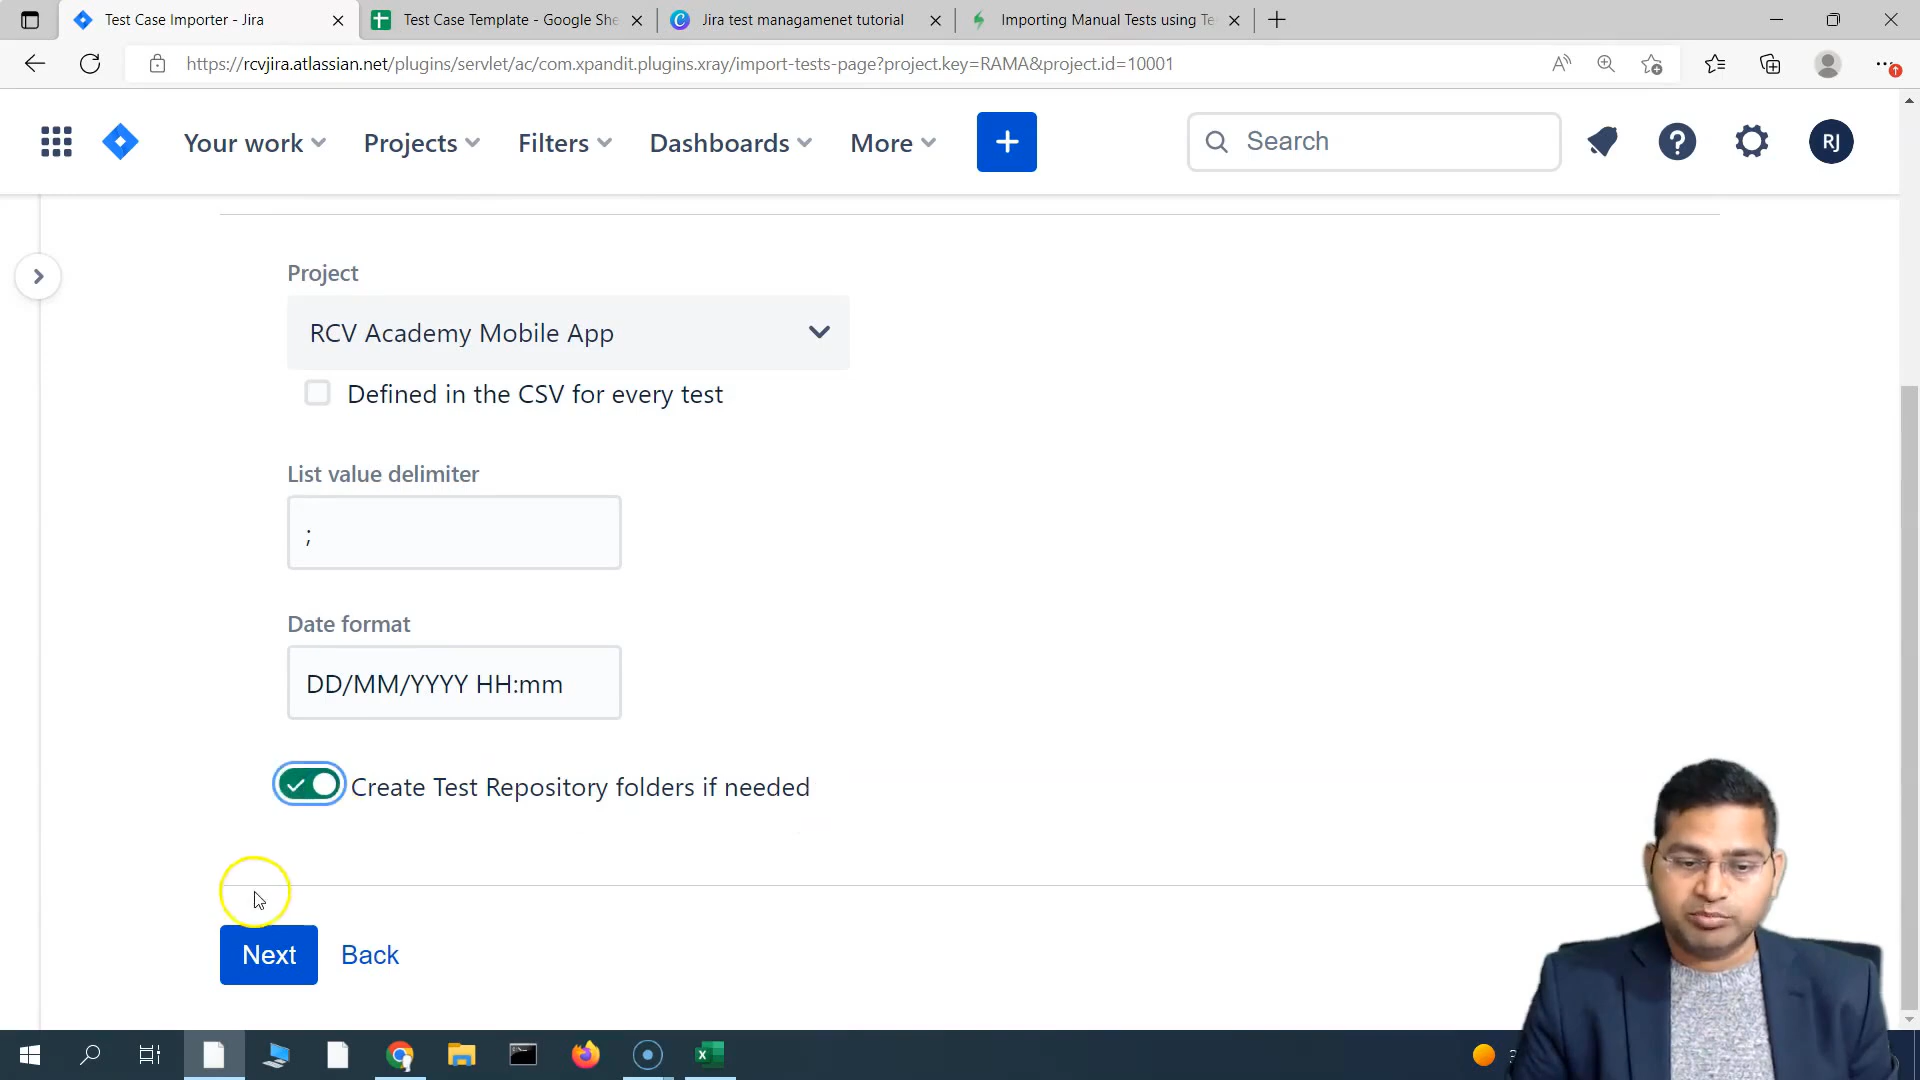 Test Case Importer - Jira
Test Case Template - Google She
Jira test managamenet tutorial
Importing Manual Tests using Te
https://rcvjira.atlassian.net/plugins/servlet/ac/com.xpandit.plugins.xray/import-tests-page?project.key=RAMA&project.id=10001
Your work
Projects
Filters
Dashboards
More
Search
RJ
Project
RCV Academy Mobile App
Defined in the CSV for every test
List value delimiter
;
Date format
DD/MM/YYYY HH:mm
Create Test Repository folders if needed
Next
Back